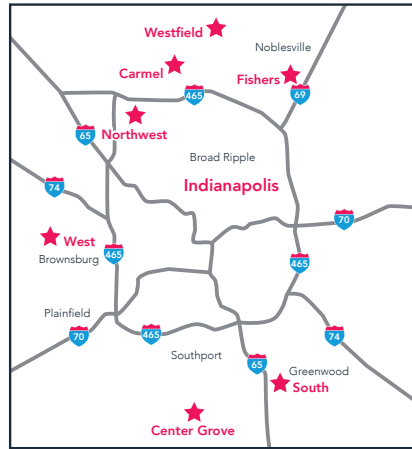 Westfield
Noblesville
Carmel
Fishers
465
69
Northwest
65
Broad Ripple
Indianapolis
74
70
West
Brownsburg
465
465
Plainfield
70
465
74
Southport
65
Greenwood
South
Center Grove